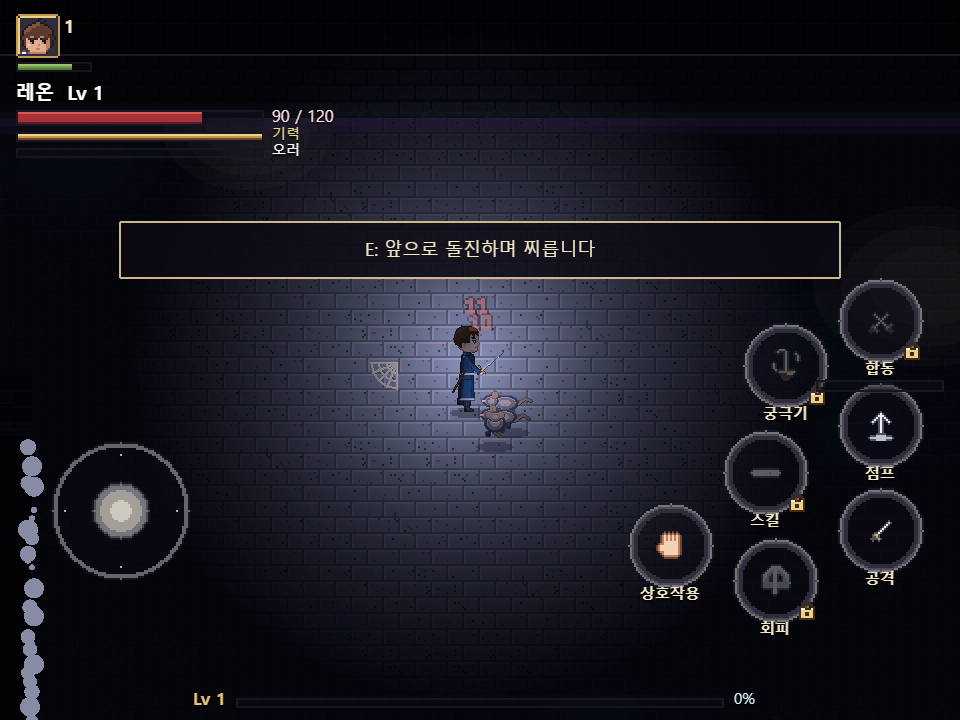 1
레온 Lv 1
90 / 120
기력
오러
E: 앞으로 돌진하며 찌릅니다
11
10
합동
궁극기
점프
스킬
공격
상호작용
회피
Lv 1
0%